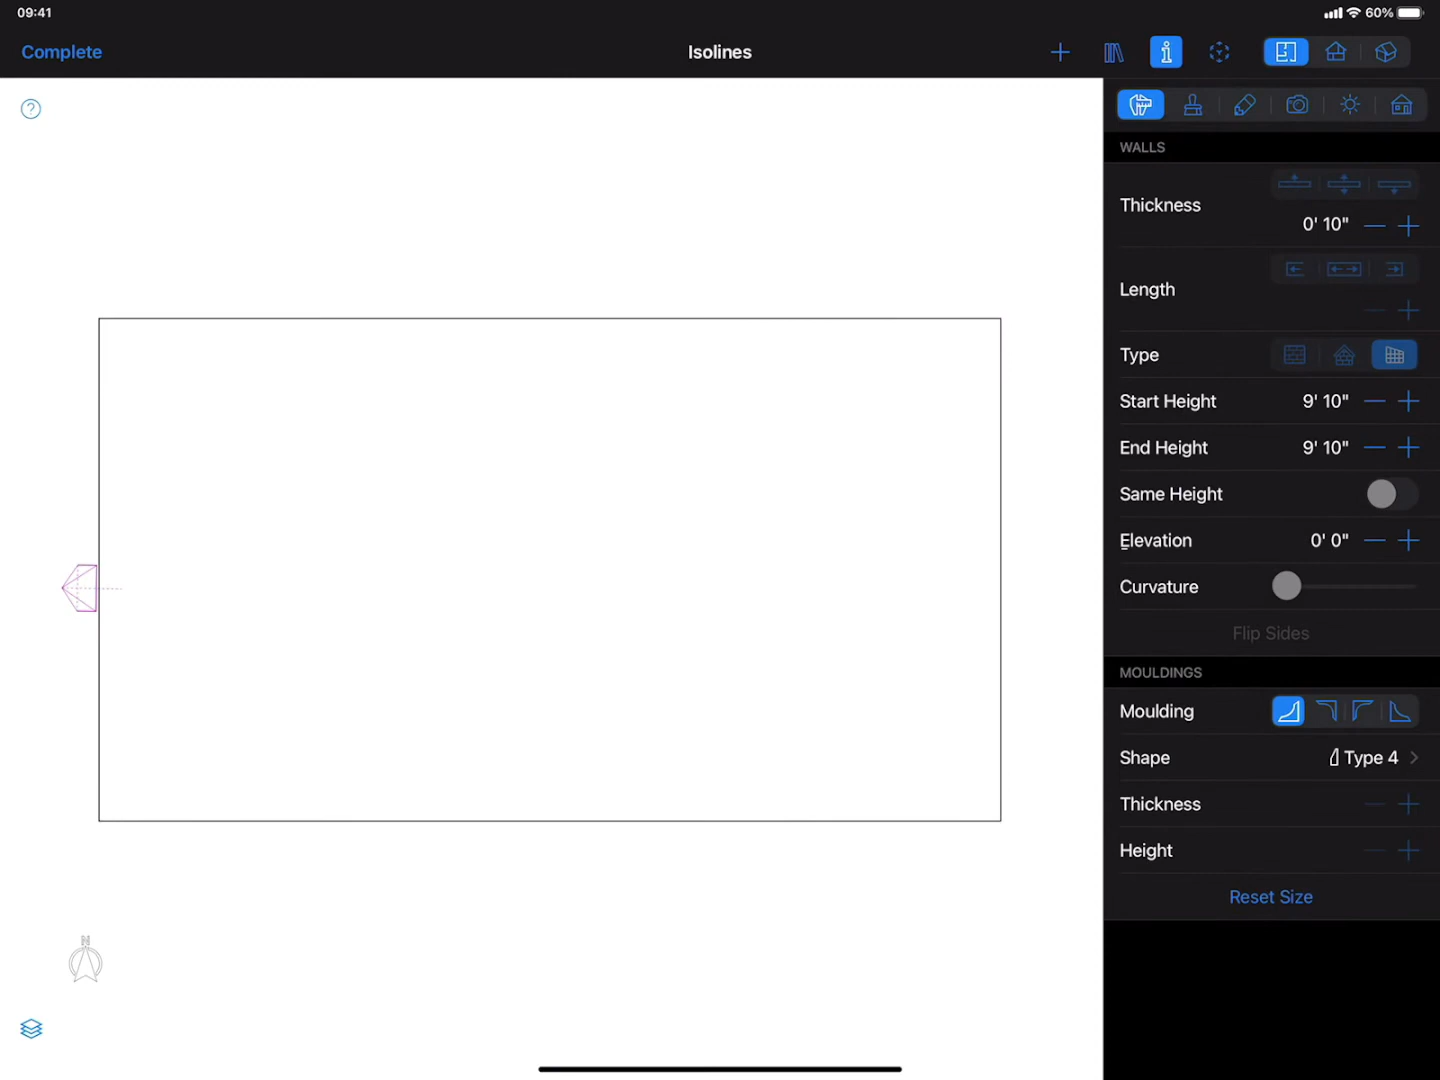 09:41
60%
Complete
Isolines
?
WALLS
Thickness
0' 10"
Length
Type
Start Height
9' 10"
End Height
9' 10"
Same Height
Elevation
0' 0"
Curvature
Flip Sides
MOULDINGS
Moulding
Shape
Type 4
Thickness
Height
Reset Size
N